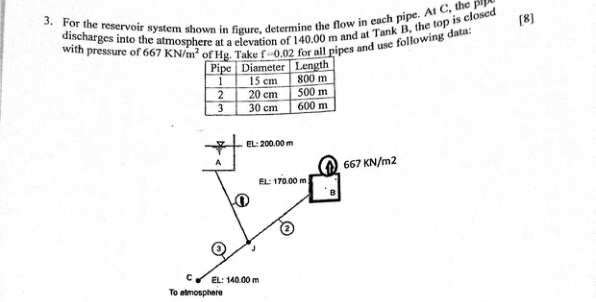 3. For the reservoir system shown in figure, determine the flow in each pipe. At C, the pipe
discharges into the atmosphere at a elevation of 140.00 m and at Tank B, the top is closed [8]
with pressure of 667 KN/m² of Hg. Take f=0.02 for all pipes and use following data:
Pipe Diameter Length
1 15 cm 800 m
2 20 cm 500 m
3 30 cm 600 m
EL: 200.00 m
A
667 KN/m2
EL: 170.00 m
B
1
2
3
J
C
EL: 140.00 m
To atmosphere